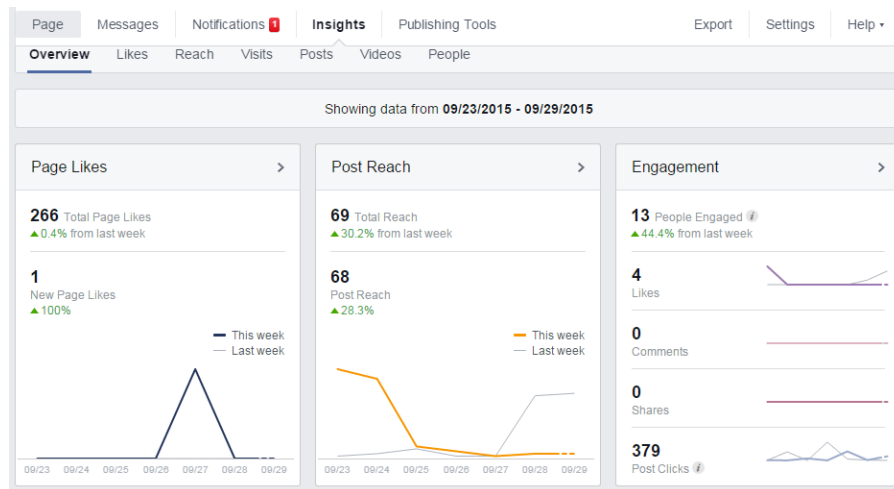 Page Messages Notifications 1 Insights Publishing Tools Export Settings Help
Overview Likes Reach Visits Posts Videos People
Showing data from 09/23/2015 - 09/29/2015
Page Likes
266 Total Page Likes
0.4% from last week
1
New Page Likes
100%
This week
Last week
09/23 09/24 09/25 09/26 09/27 09/28 09/29
Post Reach
69 Total Reach
30.2% from last week
68
Post Reach
28.3%
This week
Last week
09/23 09/24 09/25 09/26 09/27 09/28 09/29
Engagement
13 People Engaged i
44.4% from last week
4
Likes
0
Comments
0
Shares
379
Post Clicks i